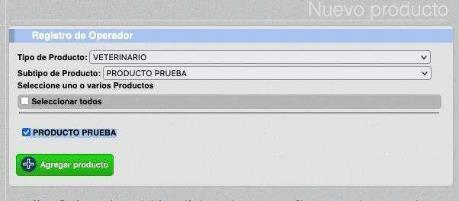 Nuevo producto
Registro de Operador
Tipo de Producto: VETERINARIO
Subtipo de Producto: PRODUCTO PRUEBA
Seleccione uno o varios Productos
Seleccionar todos
PRODUCTO PRUEBA
Agregar producto